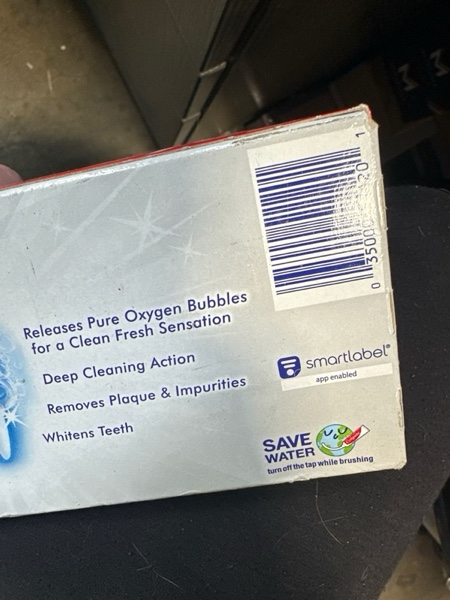 Releases Pure Oxygen Bubbles
for a Clean Fresh Sensation
Deep Cleaning Action
Removes Plaque & Impurities
Whitens Teeth
smartlabel®
app enabled
SAVE
WATER
turn off the tap while brushing